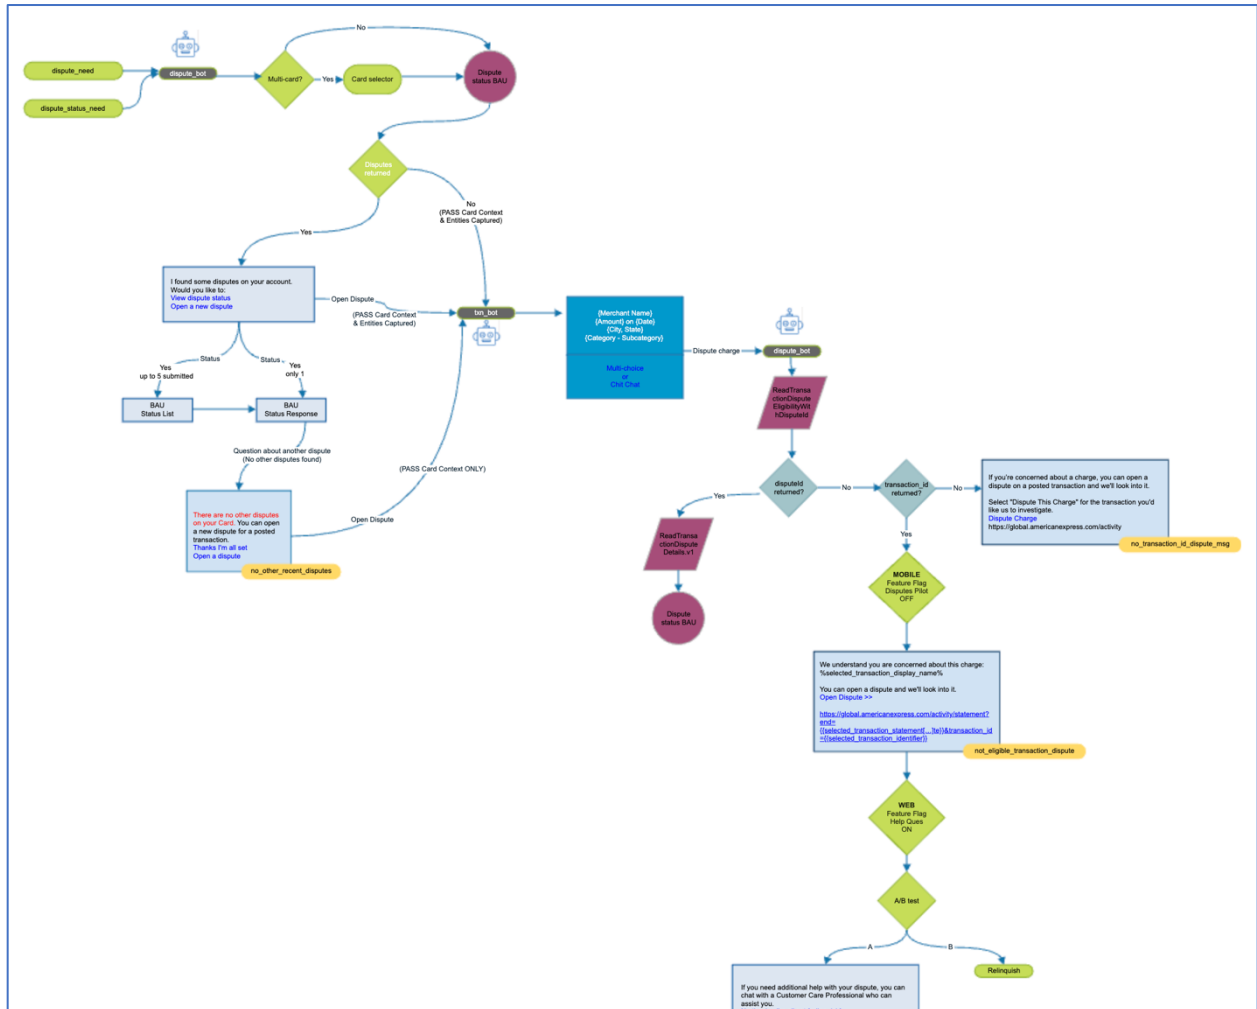 No
dispute_need
dispute_bot
Multi-card?
Yes
Card selector
Dispute
status BAU
dispute_status_need
Disputes
returned
No
(PASS Card Context
& Entities Captured)
Yes
I found some disputes on your account.
Would you like to:
View dispute status
Open a new dispute
Open Dispute
(PASS Card Context
& Entities Captured)
txn_bot
{Merchant Name}
{Amount} on {Date}
{City, State}
{Category - Subcategory}
Multi-choice
or
Chit Chat
Dispute charge
dispute_bot
Status
Status
Yes
up to 5 submitted
Yes
only 1
BAU
Status List
BAU
Status Response
ReadTransa
ctionDispute
EligibilityWit
hDisputeId
Question about another dispute
(No other disputes found)
(PASS Card Context ONLY)
There are no other disputes
on your Card. You can open
a new dispute for a posted
transaction.
Thanks I'm all set
Open a dispute
no_other_recent_disputes
Open Dispute
disputeId
returned?
Yes
No
transaction_id
returned?
No
If you're concerned about a charge, you can open a
dispute on a posted transaction and we'll look into it.
Select "Dispute This Charge" for the transaction you'd
like us to investigate.
Dispute Charge
https://global.americanexpress.com/activity
no_transaction_id_dispute_msg
ReadTransa
ctionDispute
Details.v1
Dispute
status BAU
Yes
MOBILE
Feature Flag
Disputes Pilot
OFF
We understand you are concerned about this charge:
%selected_transaction_display_name%
You can open a dispute and we'll look into it.
Open Dispute >>
https://global.americanexpress.com/activity/statement?
end=
{{selected_transaction_statement[...]te}}&transaction_id
={{selected_transaction_identifier}}
not_eligible_transaction_dispute
WEB
Feature Flag
Help Ques
ON
A/B test
A
B
Relinquish
If you need additional help with your dispute, you can
chat with a Customer Care Professional who can
assist you.